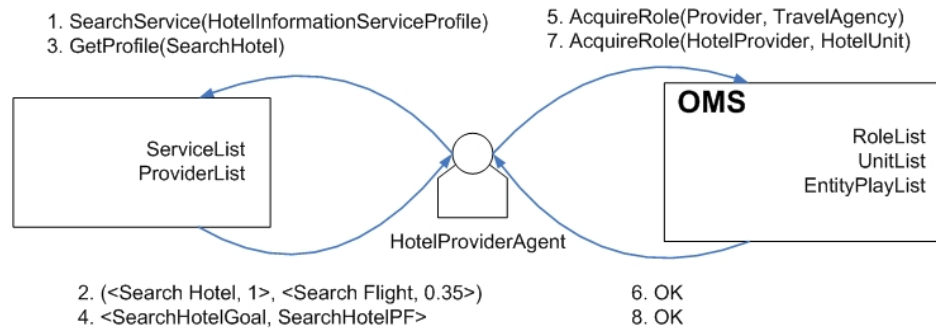 1. SearchService(HotelInformationServiceProfile)
3. GetProfile(SearchHotel)
5. AcquireRole(Provider, TravelAgency)
7. AcquireRole(HotelProvider, HotelUnit)
ServiceList
ProviderList
OMS
RoleList
UnitList
EntityPlayList
HotelProviderAgent
2. (<Search Hotel, 1>, <Search Flight, 0.35>)
4. <SearchHotelGoal, SearchHotelPF>
6. OK
8. OK